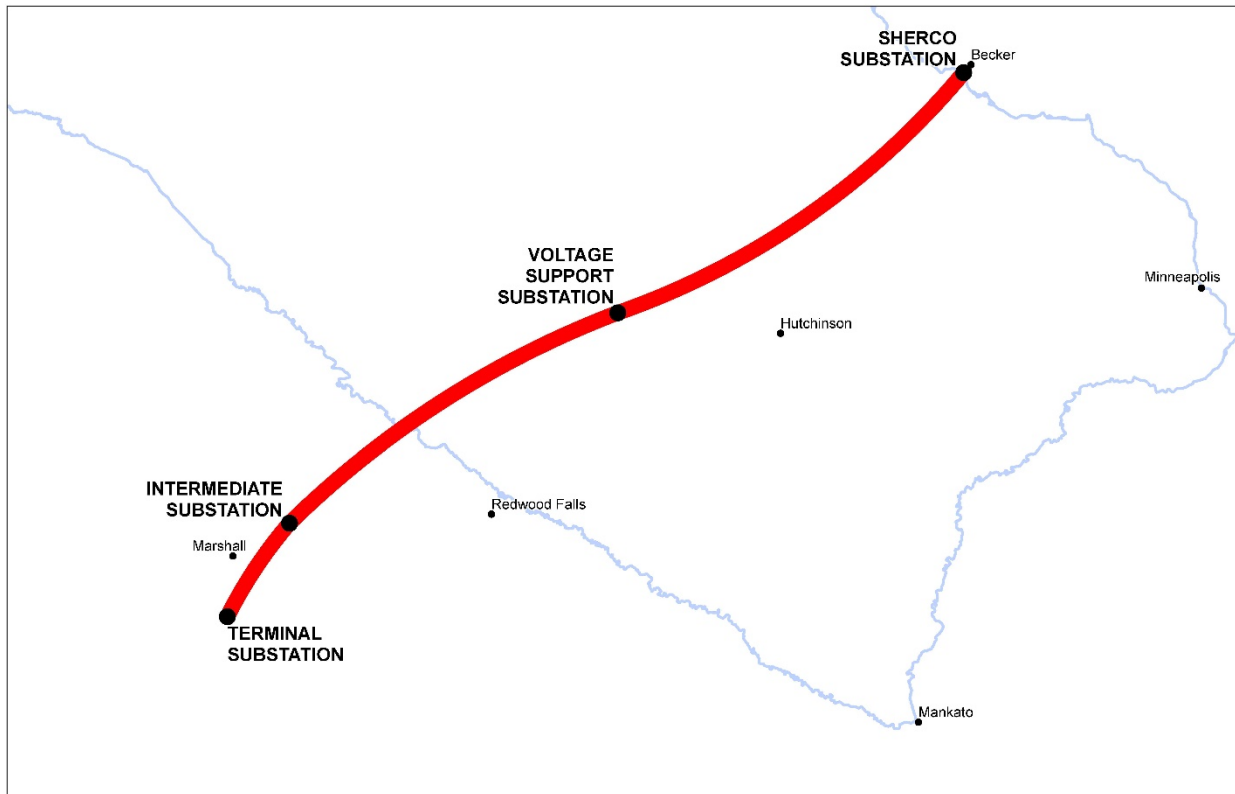 SHERCO
SUBSTATION
Becker
VOLTAGE
SUPPORT
SUBSTATION
Minneapolis
Hutchinson
INTERMEDIATE
SUBSTATION
Redwood Falls
Marshall
TERMINAL
SUBSTATION
Mankato